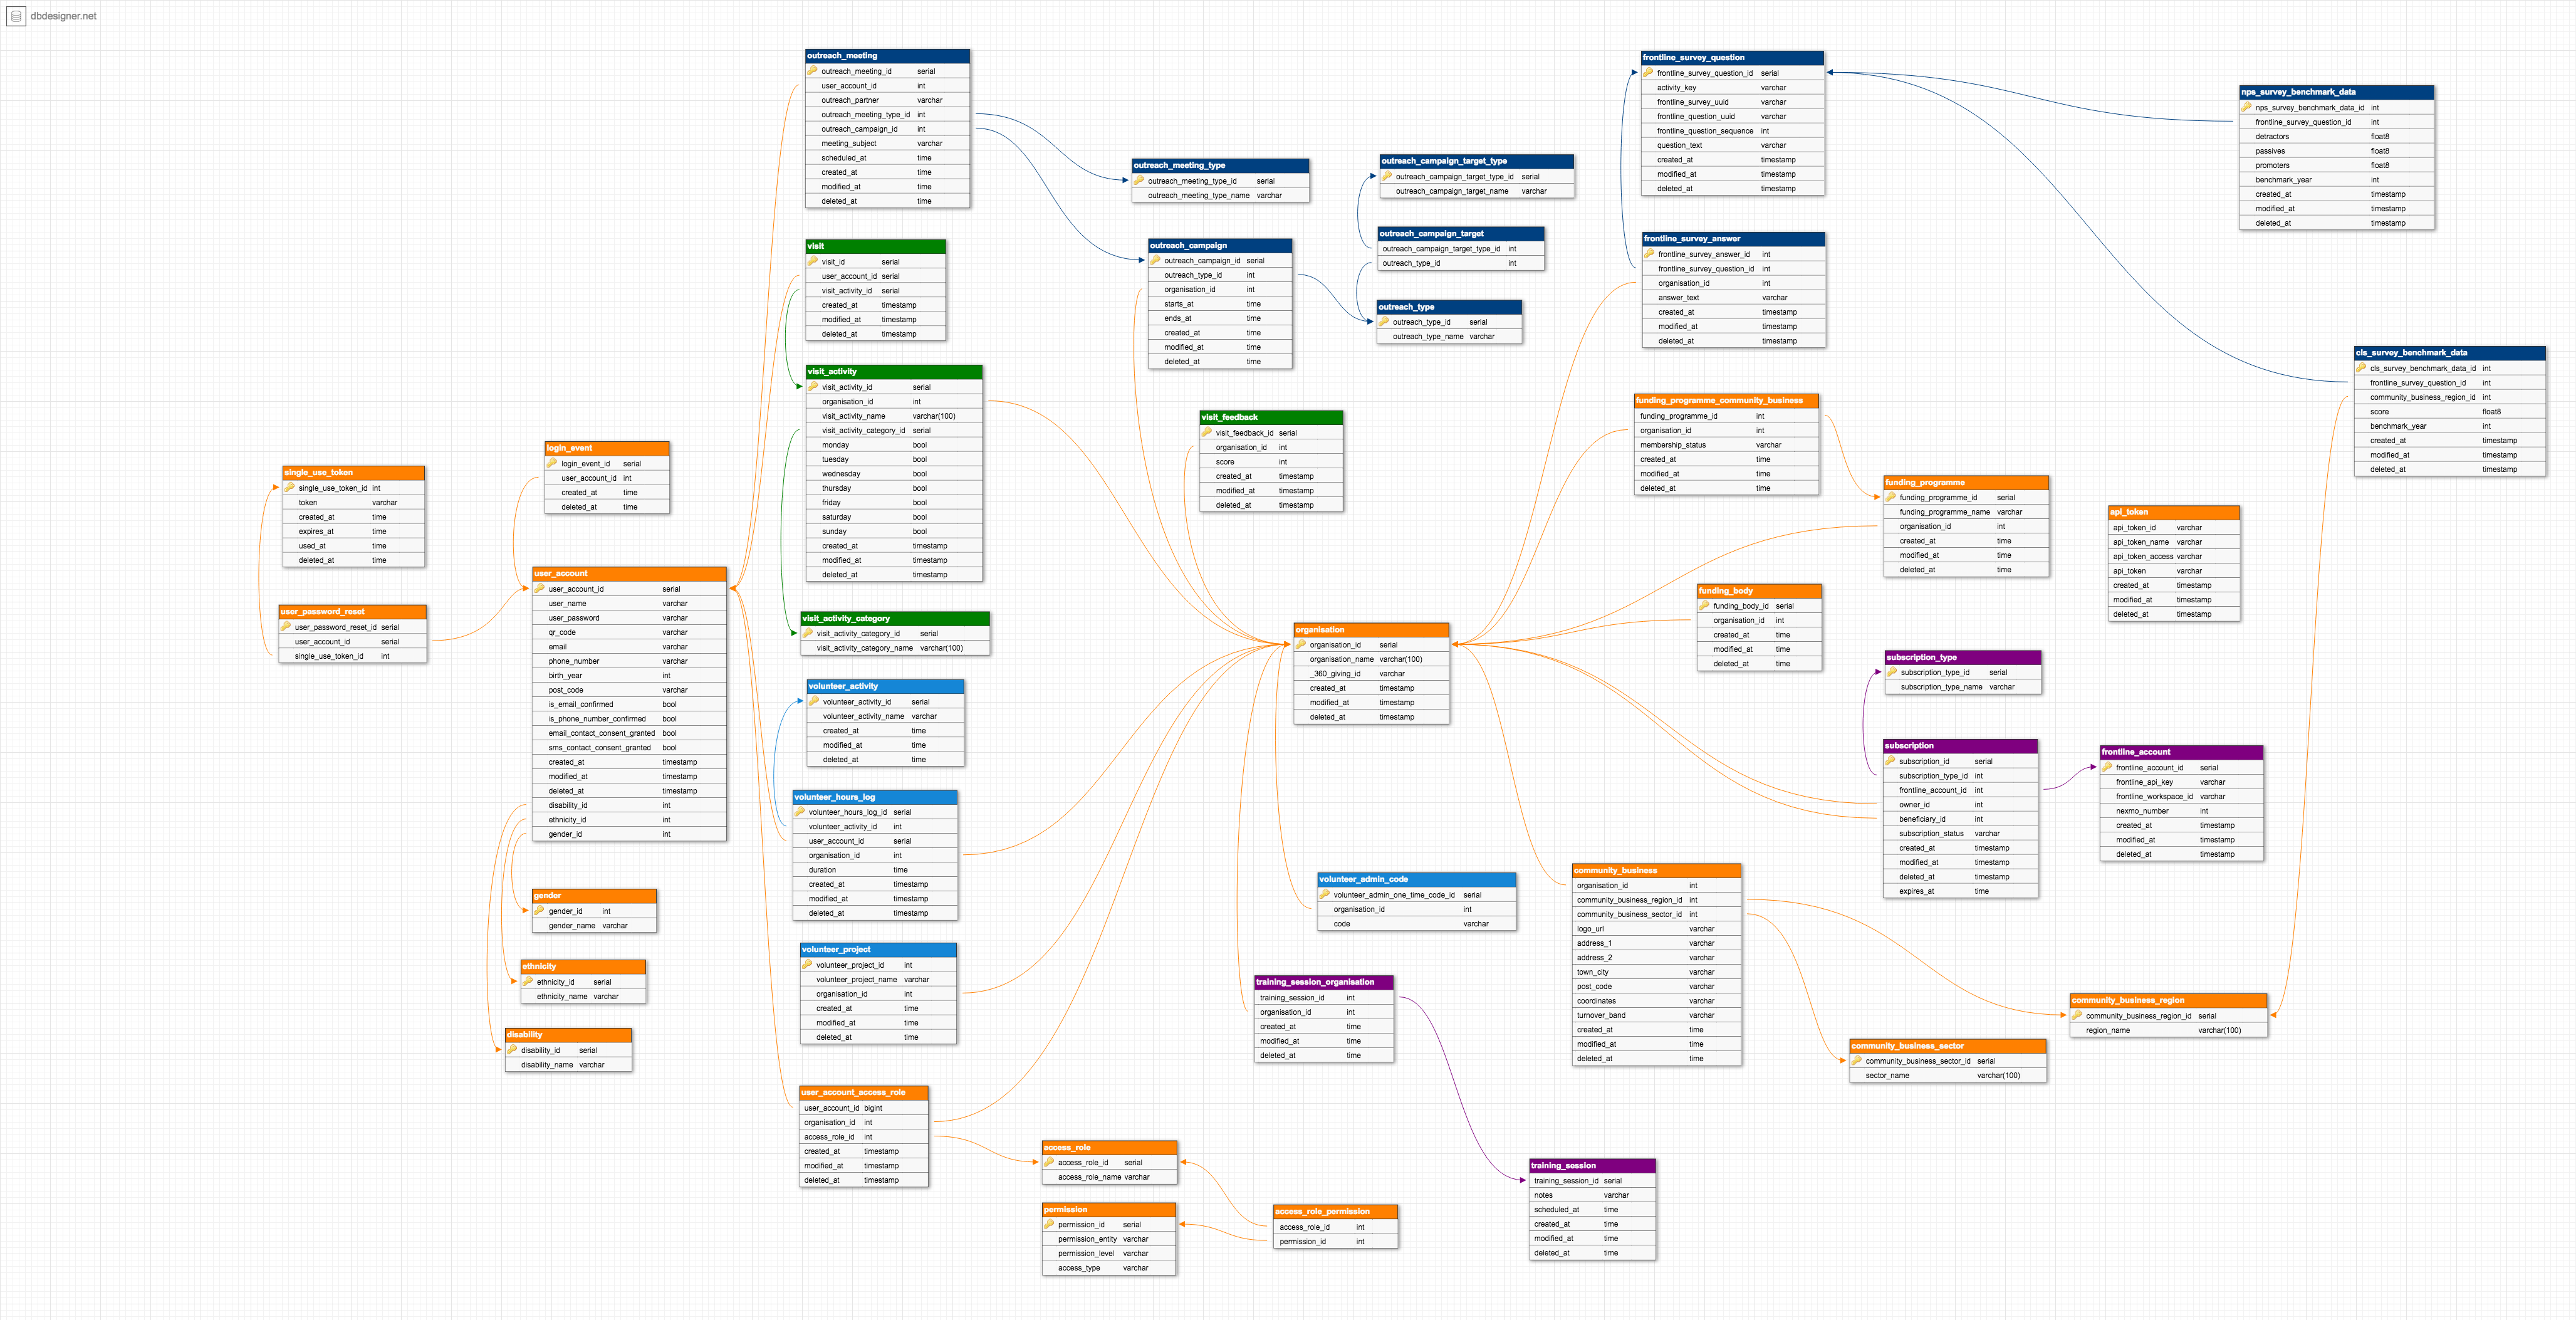 dbdesigner.net
outreach_meeting
outreach_meeting_id serial
user_account_id int
outreach_partner varchar
outreach_meeting_type_id int
outreach_campaign_id int
meeting_subject varchar
scheduled_at time
created_at time
modified_at time
deleted_at time
visit
visit_id serial
user_account_id serial
visit_activity_id serial
created_at timestamp
modified_at timestamp
deleted_at timestamp
visit_activity
visit_activity_id serial
organisation_id int
visit_activity_name varchar(100)
visit_activity_category_id serial
monday bool
tuesday bool
wednesday bool
thursday bool
friday bool
saturday bool
sunday bool
created_at timestamp
modified_at timestamp
deleted_at timestamp
visit_activity_category
visit_activity_category_id serial
visit_activity_category_name varchar(100)
volunteer_activity
volunteer_activity_id serial
volunteer_activity_name varchar
created_at time
modified_at time
deleted_at time
volunteer_hours_log
volunteer_hours_log_id serial
volunteer_activity_id int
user_account_id serial
organisation_id int
duration time
created_at timestamp
modified_at timestamp
deleted_at timestamp
volunteer_project
volunteer_project_id int
volunteer_project_name varchar
organisation_id int
created_at time
modified_at time
deleted_at time
user_account_access_role
user_account_id bigint
organisation_id int
access_role_id int
created_at timestamp
modified_at timestamp
deleted_at timestamp
single_use_token
single_use_token_id int
token varchar
created_at time
expires_at time
used_at time
deleted_at time
user_password_reset
user_password_reset_id serial
user_account_id serial
single_use_token_id int
login_event
login_event_id serial
user_account_id int
created_at time
deleted_at time
user_account
user_account_id serial
user_name varchar
user_password varchar
qr_code varchar
email varchar
phone_number varchar
birth_year int
post_code varchar
is_email_confirmed bool
is_phone_number_confirmed bool
email_contact_consent_granted bool
sms_contact_consent_granted bool
created_at timestamp
modified_at timestamp
deleted_at timestamp
disability_id int
ethnicity_id int
gender_id int
gender
gender_id int
gender_name varchar
ethnicity
ethnicity_id serial
ethnicity_name varchar
disability
disability_id serial
disability_name varchar
outreach_meeting_type
outreach_meeting_type_id serial
outreach_meeting_type_name varchar
outreach_campaign
outreach_campaign_id serial
outreach_type_id int
organisation_id int
starts_at time
ends_at time
created_at time
modified_at time
deleted_at time
outreach_campaign_target_type
outreach_campaign_target_type_id serial
outreach_campaign_target_name varchar
outreach_campaign_target
outreach_campaign_target_type_id int
outreach_type_id int
outreach_type
outreach_type_id serial
outreach_type_name varchar
visit_feedback
visit_feedback_id serial
organisation_id int
score int
created_at timestamp
modified_at timestamp
deleted_at timestamp
organisation
organisation_id serial
organisation_name varchar(100)
_360_giving_id varchar
created_at timestamp
modified_at timestamp
deleted_at timestamp
volunteer_admin_code
volunteer_admin_one_time_code_id serial
organisation_id int
code varchar
training_session_organisation
training_session_id int
organisation_id int
created_at time
modified_at time
deleted_at time
access_role
access_role_id serial
access_role_name varchar
permission
permission_id serial
permission_entity varchar
permission_level varchar
access_type varchar
access_role_permission
access_role_id int
permission_id int
training_session
training_session_id serial
notes varchar
scheduled_at time
created_at time
modified_at time
deleted_at time
frontline_survey_question
frontline_survey_question_id serial
activity_key varchar
frontline_survey_uuid varchar
frontline_question_uuid varchar
frontline_question_sequence int
question_text varchar
created_at timestamp
modified_at timestamp
deleted_at timestamp
frontline_survey_answer
frontline_survey_answer_id int
frontline_survey_question_id int
organisation_id int
answer_text varchar
created_at timestamp
modified_at timestamp
deleted_at timestamp
funding_programme_community_business
funding_programme_id int
organisation_id int
membership_status varchar
created_at time
modified_at time
deleted_at time
funding_programme
funding_programme_id serial
funding_programme_name varchar
organisation_id int
created_at time
modified_at time
deleted_at time
funding_body
funding_body_id serial
organisation_id int
created_at time
modified_at time
deleted_at time
subscription_type
subscription_type_id serial
subscription_type_name varchar
subscription
subscription_id serial
subscription_type_id int
frontline_account_id int
owner_id int
beneficiary_id int
subscription_status varchar
created_at timestamp
modified_at timestamp
deleted_at timestamp
expires_at time
community_business
organisation_id int
community_business_region_id int
community_business_sector_id int
logo_url varchar
address_1 varchar
address_2 varchar
town_city varchar
post_code varchar
coordinates varchar
turnover_band varchar
created_at time
modified_at time
deleted_at time
community_business_sector
community_business_sector_id serial
sector_name varchar(100)
community_business_region
community_business_region_id serial
region_name varchar(100)
nps_survey_benchmark_data
nps_survey_benchmark_data_id int
frontline_survey_question_id int
detractors float8
passives float8
promoters float8
benchmark_year int
created_at timestamp
modified_at timestamp
deleted_at timestamp
cls_survey_benchmark_data
cls_survey_benchmark_data_id int
frontline_survey_question_id int
community_business_region_id int
score float8
benchmark_year int
created_at timestamp
modified_at timestamp
deleted_at timestamp
api_token
api_token_id varchar
api_token_name varchar
api_token_access varchar
api_token varchar
created_at timestamp
modified_at timestamp
deleted_at timestamp
frontline_account
frontline_account_id serial
frontline_api_key varchar
frontline_workspace_id varchar
nexmo_number int
created_at timestamp
modified_at timestamp
deleted_at timestamp